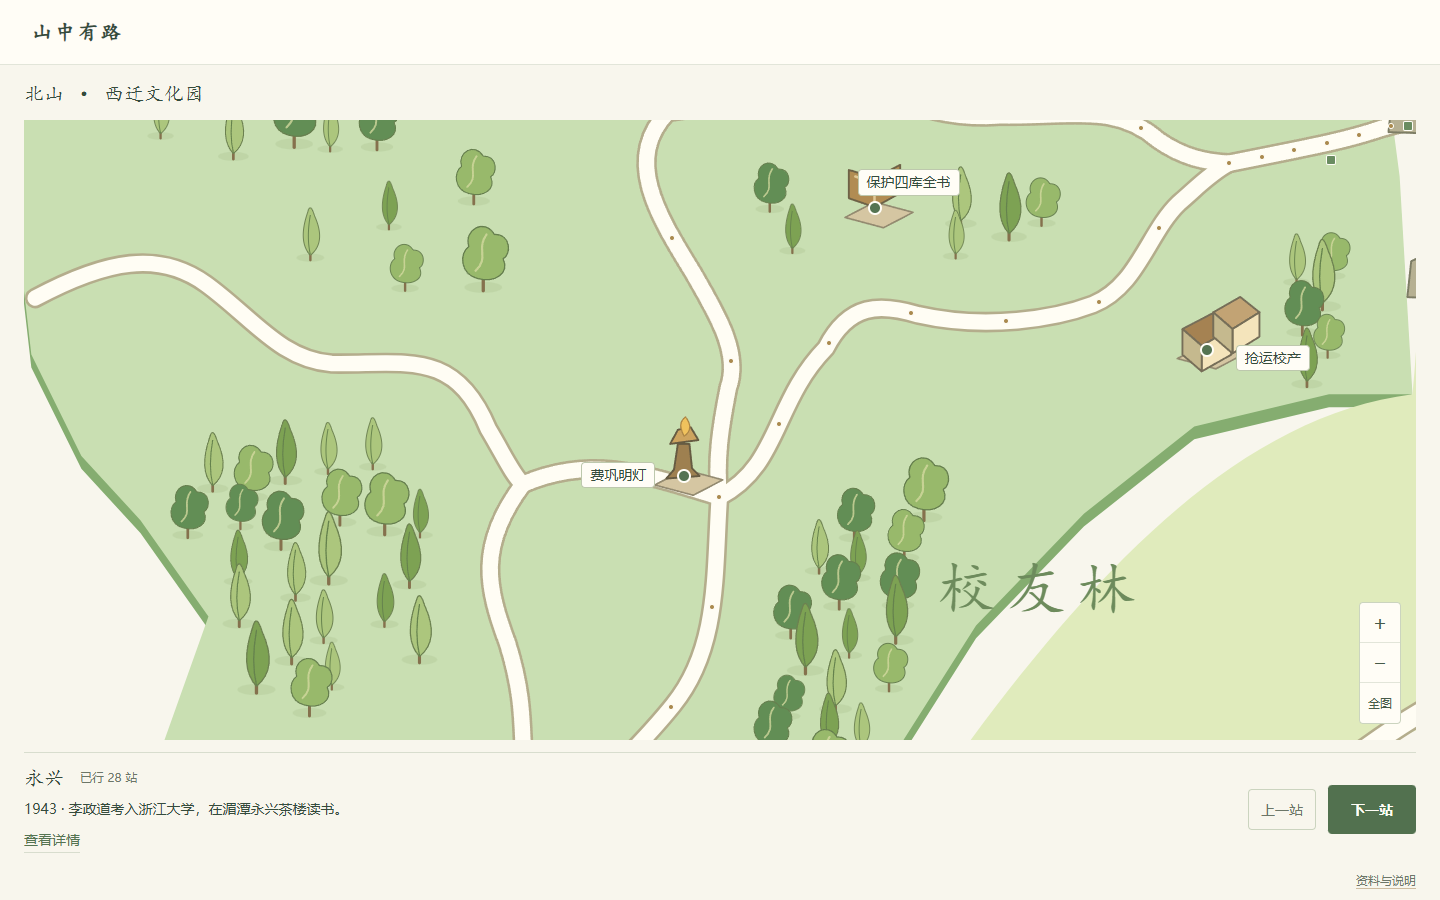 山中有路
北山 • 西迁文化园
保护四库全书
抢运校产
费巩明灯
校友林
+
−
全图
永兴 已行 28 站
1943 · 李政道考入浙江大学，在湄潭永兴茶楼读书。
查看详情
上一站
下一站
资料与说明